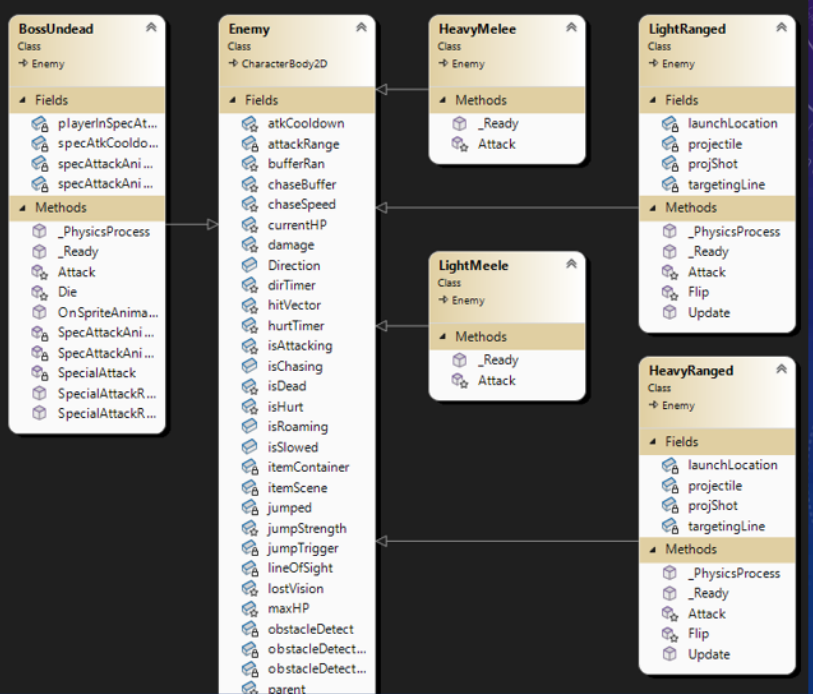 BossUndead
Class
Enemy
Fields
playerInSpecAt...
specAtkCooldo...
specAttackAni...
specAttackAni...
Methods
_PhysicsProcess
_Ready
Attack
Die
OnSpriteAnima...
SpecAttackAni...
SpecAttackAni...
SpecialAttack
SpecialAttackR...
SpecialAttackR...
Enemy
Class
CharacterBody2D
Fields
atkCooldown
attackRange
bufferRan
chaseBuffer
chaseSpeed
currentHP
damage
Direction
dirTimer
hitVector
hurtTimer
isAttacking
isChasing
isDead
isHurt
isRoaming
isSlowed
itemContainer
itemScene
jumped
jumpStrength
jumpTrigger
lineOfSight
lostVision
maxHP
obstacleDetect
obstacleDetect...
obstacleDetect...
parent
HeavyMelee
Class
Enemy
Methods
_Ready
Attack
LightMeele
Class
Enemy
Methods
_Ready
Attack
LightRanged
Class
Enemy
Fields
launchLocation
projectile
projShot
targetingLine
Methods
_PhysicsProcess
_Ready
Attack
Flip
Update
HeavyRanged
Class
Enemy
Fields
launchLocation
projectile
projShot
targetingLine
Methods
_PhysicsProcess
_Ready
Attack
Flip
Update